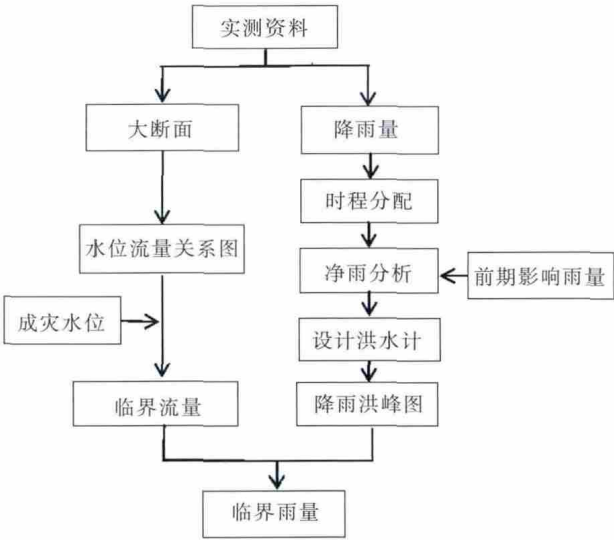 实测资料
大断面
降雨量
时程分配
水位流量关系图
净雨分析
前期影响雨量
成灾水位
设计洪水计
临界流量
降雨洪峰图
临界雨量